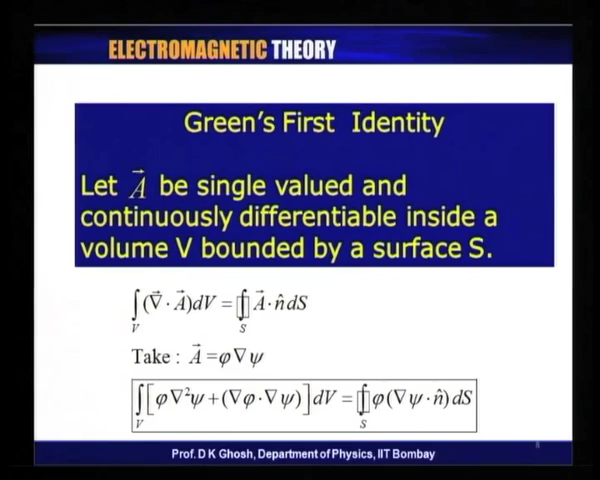 ELECTROMAGNETIC THEORY
Green's First Identity
Let A⃗ be single valued and
continuously differentiable inside a
volume V bounded by a surface S.
∫_V (∇⃗ · A⃗)dV = ∯_S A⃗ · n̂ dS
Take : A⃗ = φ∇ψ
∫_V [φ∇²ψ + (∇φ · ∇ψ)] dV = ∯_S φ(∇ψ · n̂) dS
8
Prof. D K Ghosh, Department of Physics, IIT Bombay